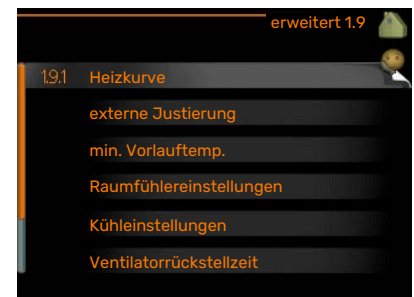 erweitert 1.9
1.9.1 Heizkurve
externe Justierung
min. Vorlauftemp.
Raumfühlereinstellungen
Kühleinstellungen
Ventilatorrückstellzeit